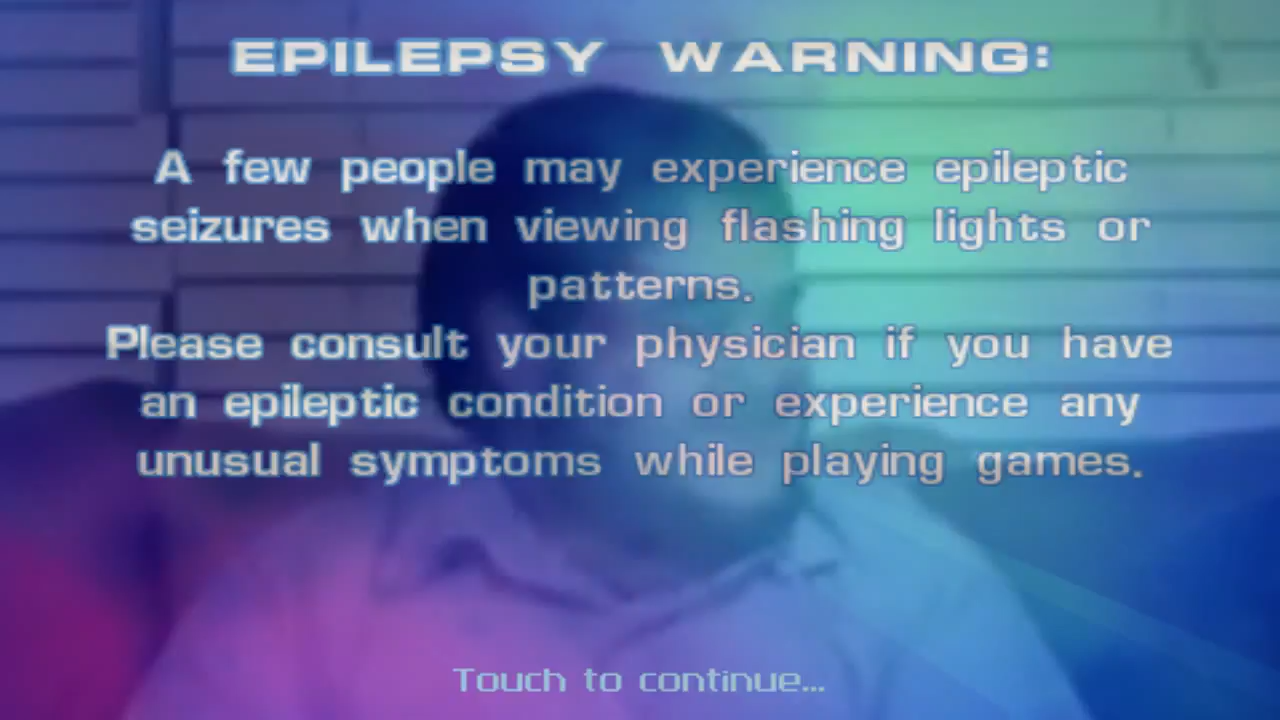 EPILEPSY WARNING:
A few people may experience epileptic
seizures when viewing flashing lights or
patterns.
Please consult your physician if you have
an epileptic condition or experience any
unusual symptoms while playing games.
Touch to continue...